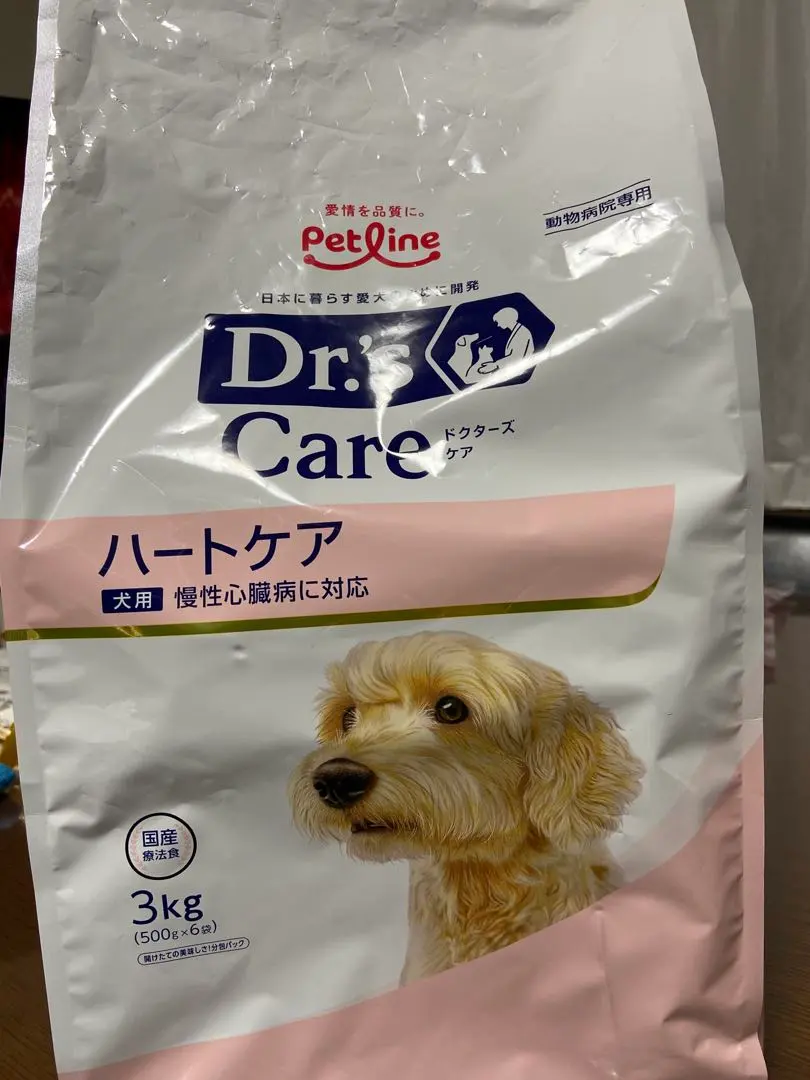 愛情を品質に。
Petline
動物病院専用
日本に暮らす愛犬のために開発
Dr.'s
Care
ドクターズ
ケア
ハートケア
犬用 慢性心臓病に対応
国産
療法食
3kg
(500g×6袋)
開けたての美味しさ!分包パック